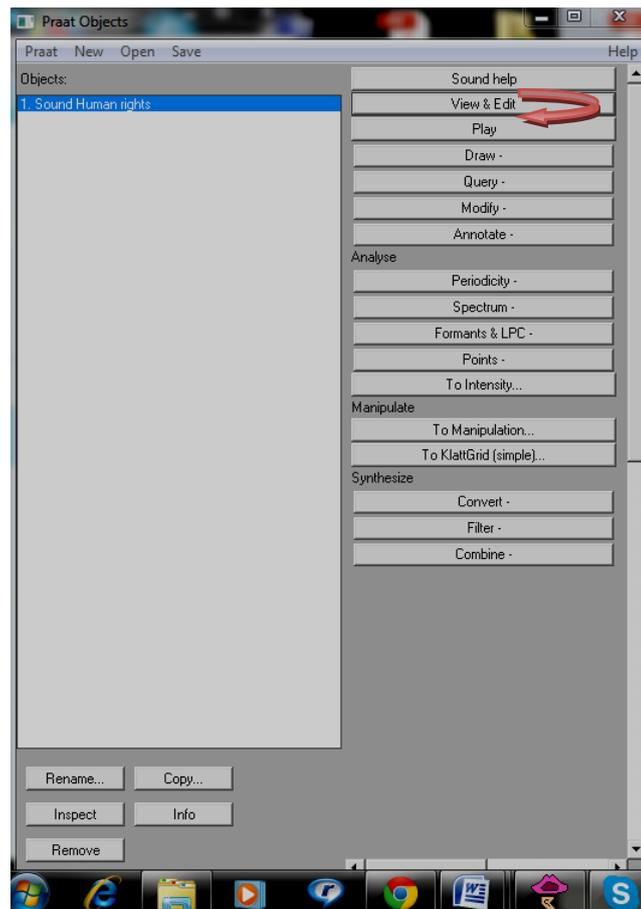 Praat Objects
Praat New Open Save Help
Objects:
1. Sound Human rights
Sound help
View & Edit
Play
Draw -
Query -
Modify -
Annotate -
Analyse
Periodicity -
Spectrum -
Formants & LPC -
Points -
To Intensity...
Manipulate
To Manipulation...
To KlattGrid (simple)...
Synthesize
Convert -
Filter -
Combine -
Rename... Copy...
Inspect Info
Remove